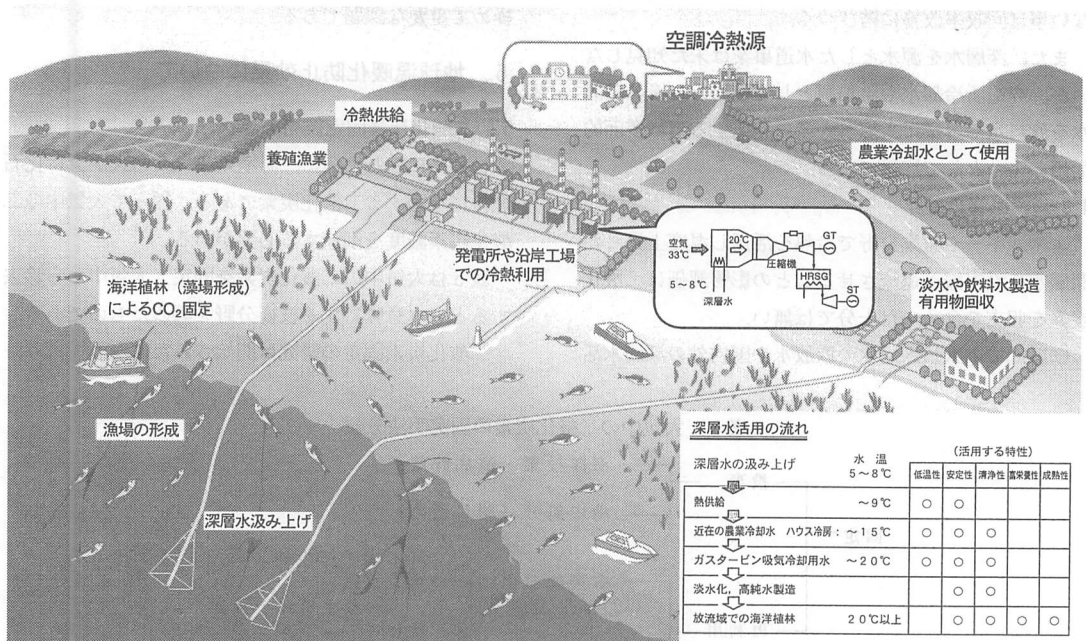 空調冷熱源
冷熱供給
養殖漁業
農業冷却水として使用
海洋植林（藻場形成）
によるCO₂固定
発電所や沿岸工場
での冷熱利用
空気
33℃
20℃
圧縮機
GT
HRSG
ST
5～8℃
深層水
淡水や飲料水製造
有用物回収
漁場の形成
深層水汲み上げ
深層水活用の流れ
（活用する特性）
深層水の汲み上げ 水温 5～8℃ 低温性 安定性 清浄性 富栄養性 成熟性
熱供給 ～9℃ ○ ○
近在の農業冷却水 ハウス冷房：～15℃ ○ ○ ○
ガスタービン吸気冷却用水 ～20℃ ○ ○ ○
淡水化，高純水製造 ○ ○
放流域での海洋植林 20℃以上 ○ ○ ○ ○